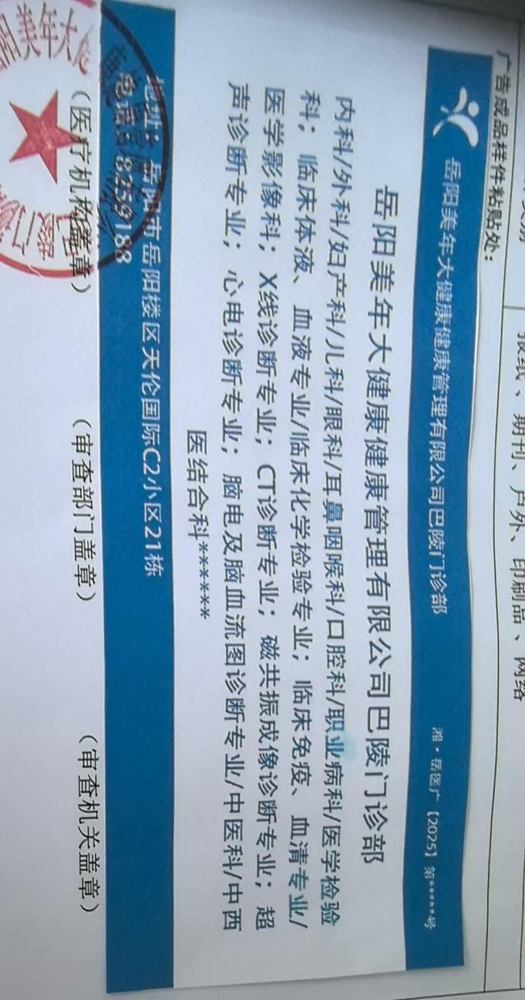 报纸、期刊、户外、印刷品、网络
广告成品样件粘贴处：
岳阳美年大健康健康管理有限公司巴陵门诊部
湘·岳医广【2025】第*****号
岳阳美年大健康健康管理有限公司巴陵门诊部
内科/外科/妇产科/儿科/眼科/耳鼻咽喉科/口腔科/职业病科/医学检验
科；临床体液、血液专业/临床化学检验专业；临床免疫、血清专业/
医学影像科；X线诊断专业；CT诊断专业；磁共振成像诊断专业；超
声诊断专业；心电诊断专业；脑电及脑血流图诊断专业/中医科/中西
医结合科******
地址：岳阳市岳阳楼区天伦国际C2小区21栋
8259188
（医疗机构盖章）
（审查部门盖章）
（审查机关盖章）
美年大